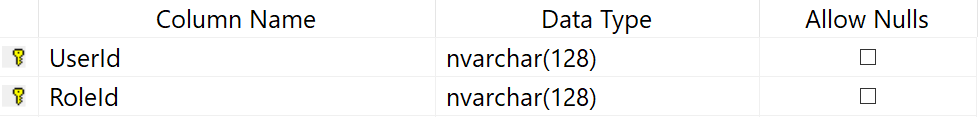 Column Name Data Type Allow Nulls
UserId nvarchar(128)
RoleId nvarchar(128)